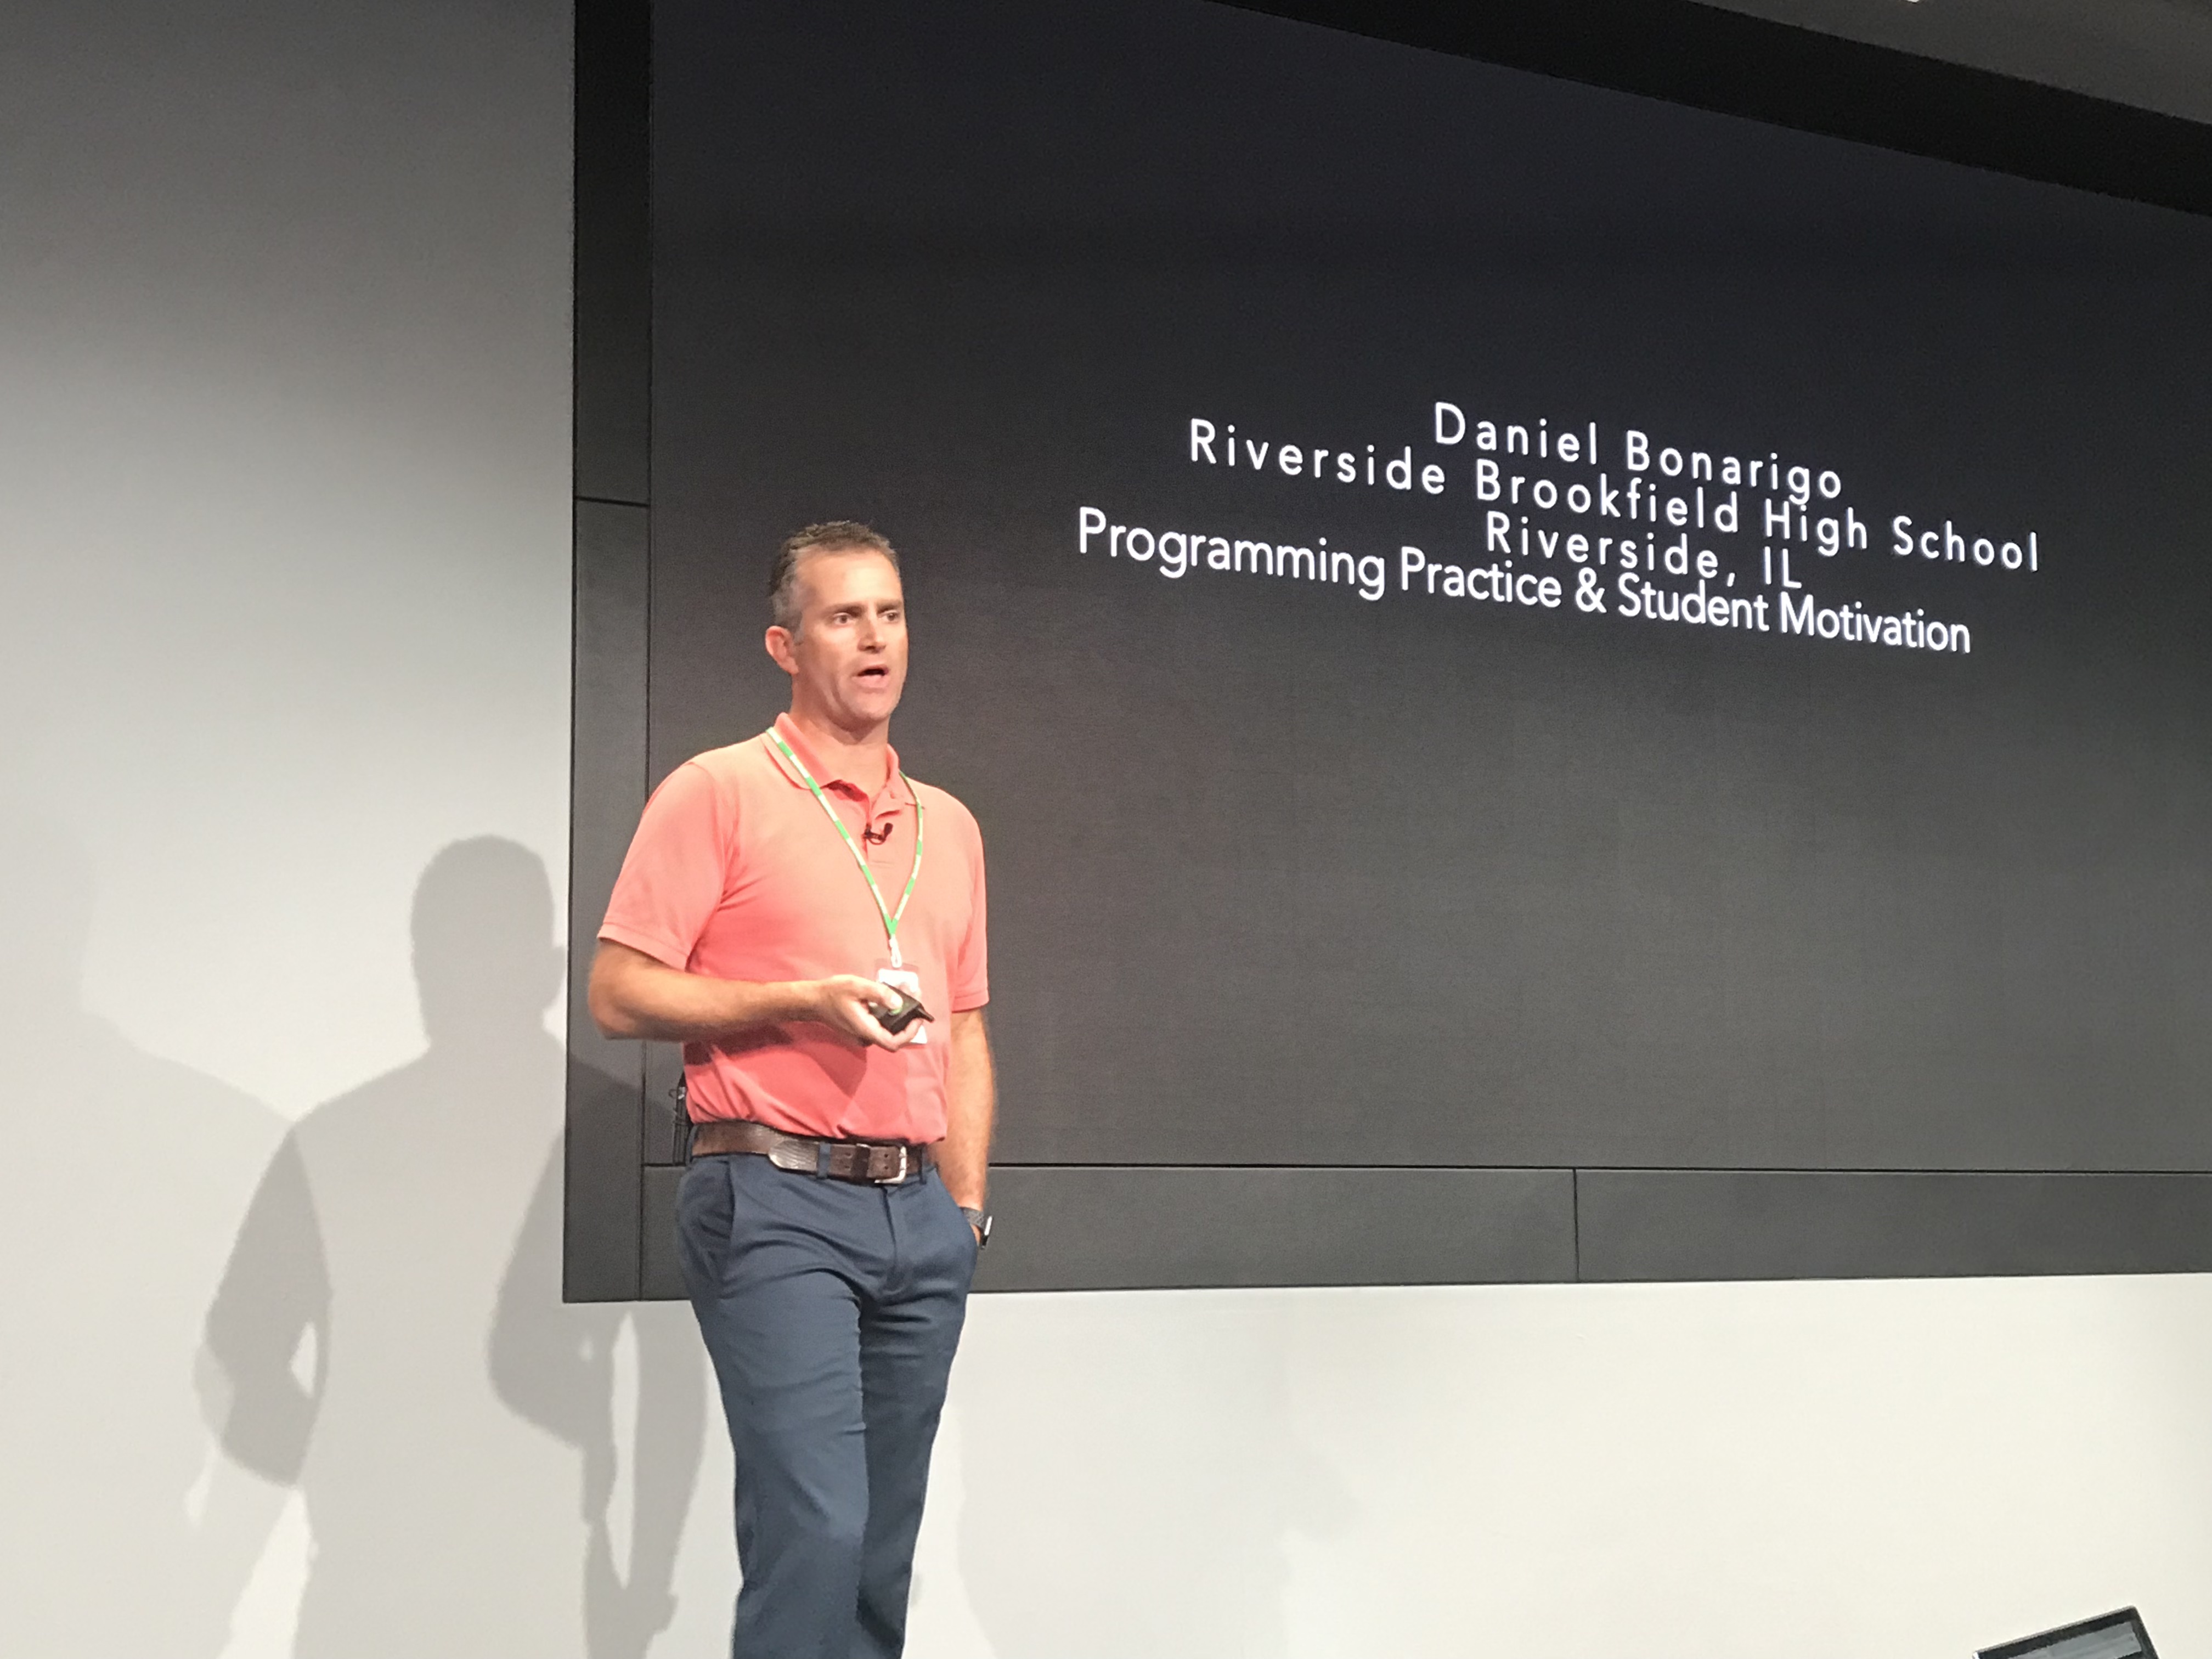 Daniel Bonarigo
Riverside Brookfield High School
Riverside, IL
Programming Practice & Student Motivation